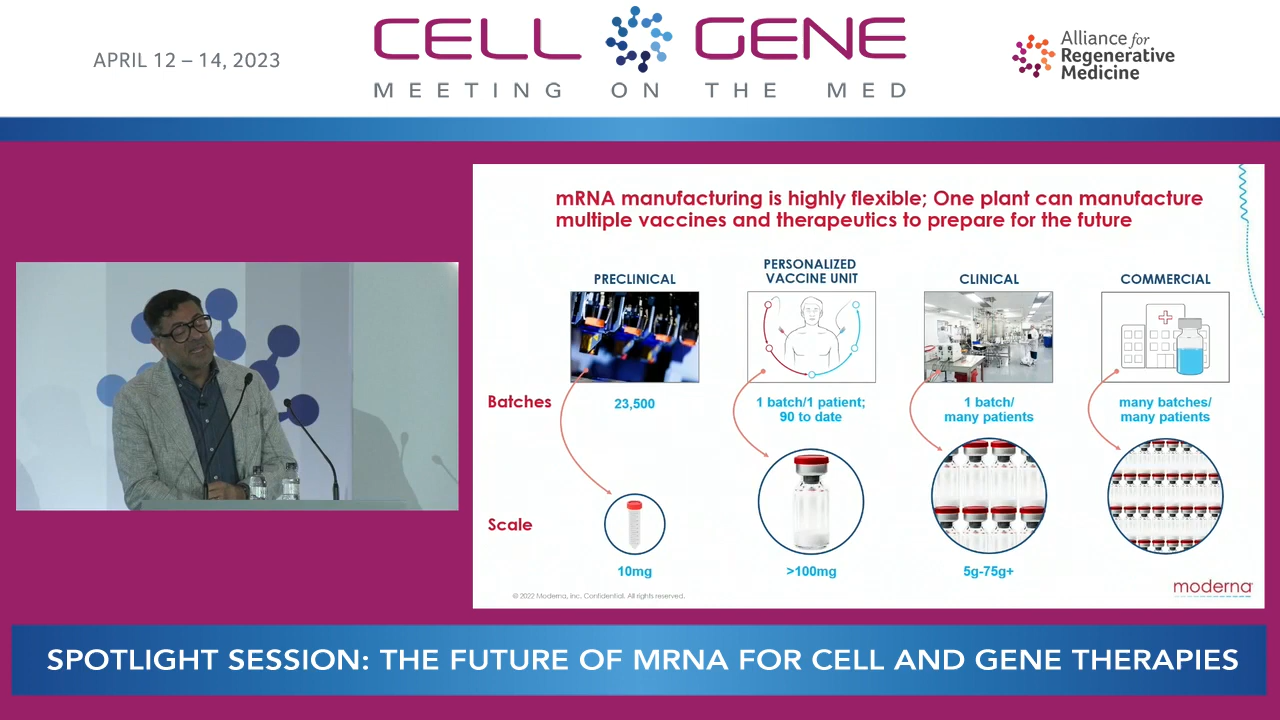 APRIL 12 – 14, 2023
CELL GENE
MEETING ON THE MED
Alliance for
Regenerative
Medicine
mRNA manufacturing is highly flexible; One plant can manufacture
multiple vaccines and therapeutics to prepare for the future
PRECLINICAL
PERSONALIZED
VACCINE UNIT
CLINICAL
COMMERCIAL
Batches
23,500
1 batch/1 patient;
90 to date
1 batch/
many patients
many batches/
many patients
Scale
10mg
>100mg
5g-75g+
© 2022 Moderna, Inc. Confidential. All rights reserved.
moderna
SPOTLIGHT SESSION: THE FUTURE OF MRNA FOR CELL AND GENE THERAPIES